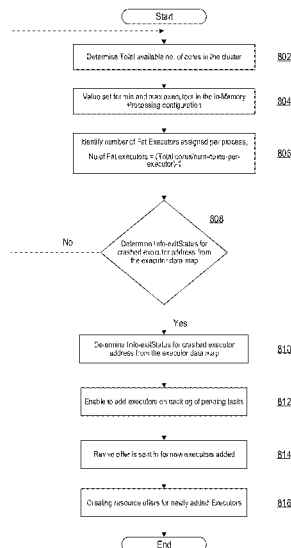 Start
Determine Total available no. of cores in the cluster
802
Value set for min and max executors in the In-Memory
Processing configuration
804
Identify number of Fat Executors assigned per process,
No of Fat executors = (Total cores/num-cores-per-
executor)-
806
808
No
Determine Info-exitStatus for
crashed executor address from
the executor data map
Yes
Determine Info-exitStatus for crashed executor
address from the executor data map
810
Enable to add executors on backlog of pending tasks
812
offer is sent for new executors added
814
Creating resource offers for newly added Executors
816
End